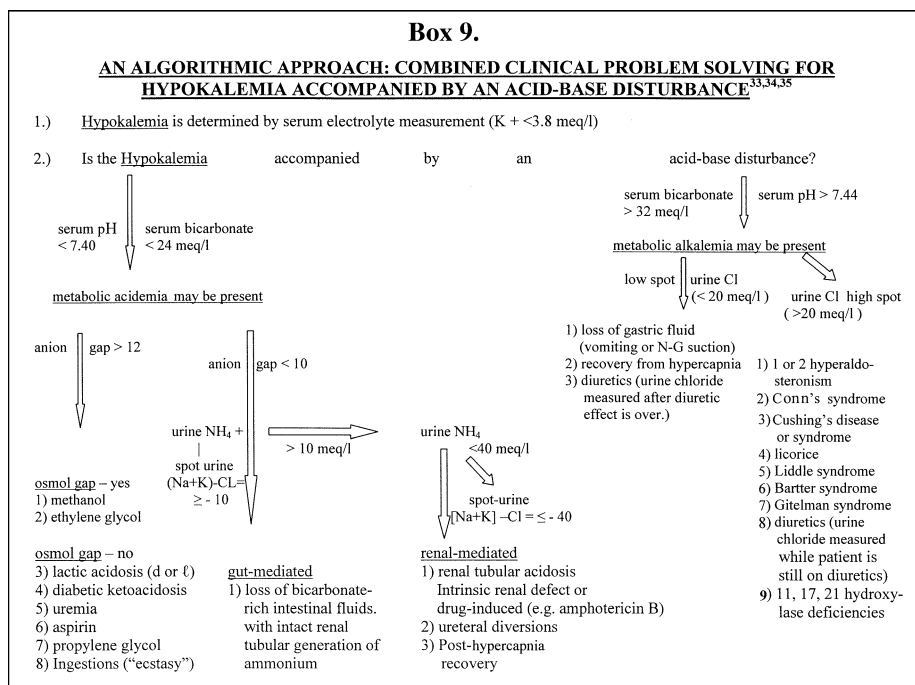 Box 9.
AN ALGORITHMIC APPROACH: COMBINED CLINICAL PROBLEM SOLVING FOR
HYPOKALEMIA ACCOMPANIED BY AN ACID-BASE DISTURBANCE33,34,35
1.) Hypokalemia is determined by serum electrolyte measurement (K + <3.8 meq/l)
2.) Is the Hypokalemia accompanied by an acid-base disturbance?
serum pH
< 7.40
serum bicarbonate
< 24 meq/l
metabolic acidemia may be present
anion gap > 12
anion gap < 10
urine NH4 +
|
spot urine
(Na+K)-CL=
≥ - 10
> 10 meq/l
urine NH4
<40 meq/l
spot-urine
[Na+K] –Cl = ≤ - 40
osmol gap – yes
1) methanol
2) ethylene glycol
osmol gap – no
3) lactic acidosis (d or ℓ)
4) diabetic ketoacidosis
5) uremia
6) aspirin
7) propylene glycol
8) Ingestions (“ecstasy”)
gut-mediated
1) loss of bicarbonate-
rich intestinal fluids.
with intact renal
tubular generation of
ammonium
renal-mediated
1) renal tubular acidosis
Intrinsic renal defect or
drug-induced (e.g. amphotericin B)
2) ureteral diversions
3) Post-hypercapnia
recovery
serum bicarbonate
> 32 meq/l
serum pH > 7.44
metabolic alkalemia may be present
low spot urine Cl
(< 20 meq/l )
urine Cl high spot
( >20 meq/l )
1) loss of gastric fluid
(vomiting or N-G suction)
2) recovery from hypercapnia
3) diuretics (urine chloride
measured after diuretic
effect is over.)
1) 1 or 2 hyperaldo-
steronism
2) Conn’s syndrome
3) Cushing’s disease
or syndrome
4) licorice
5) Liddle syndrome
6) Bartter syndrome
7) Gitelman syndrome
8) diuretics (urine
chloride measured
while patient is
still on diuretics)
9) 11, 17, 21 hydroxy-
lase deficiencies